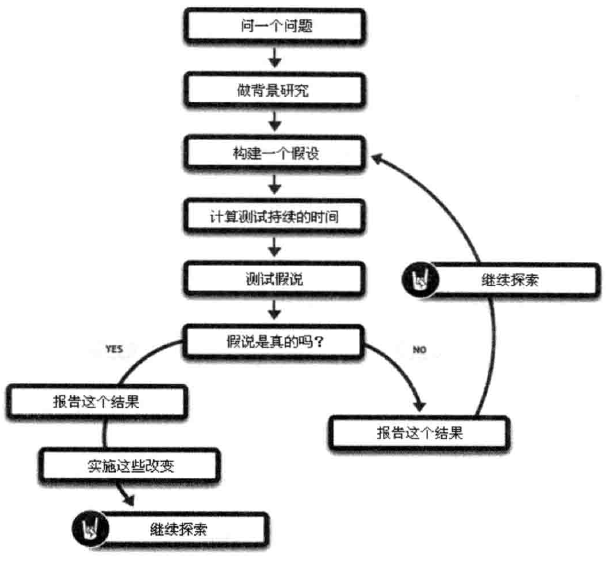 问一个问题
做背景研究
构建一个假设
计算测试持续的时间
测试假说
继续探索
假说是真的吗？
YES
NO
报告这个结果
报告这个结果
实施这些改变
继续探索